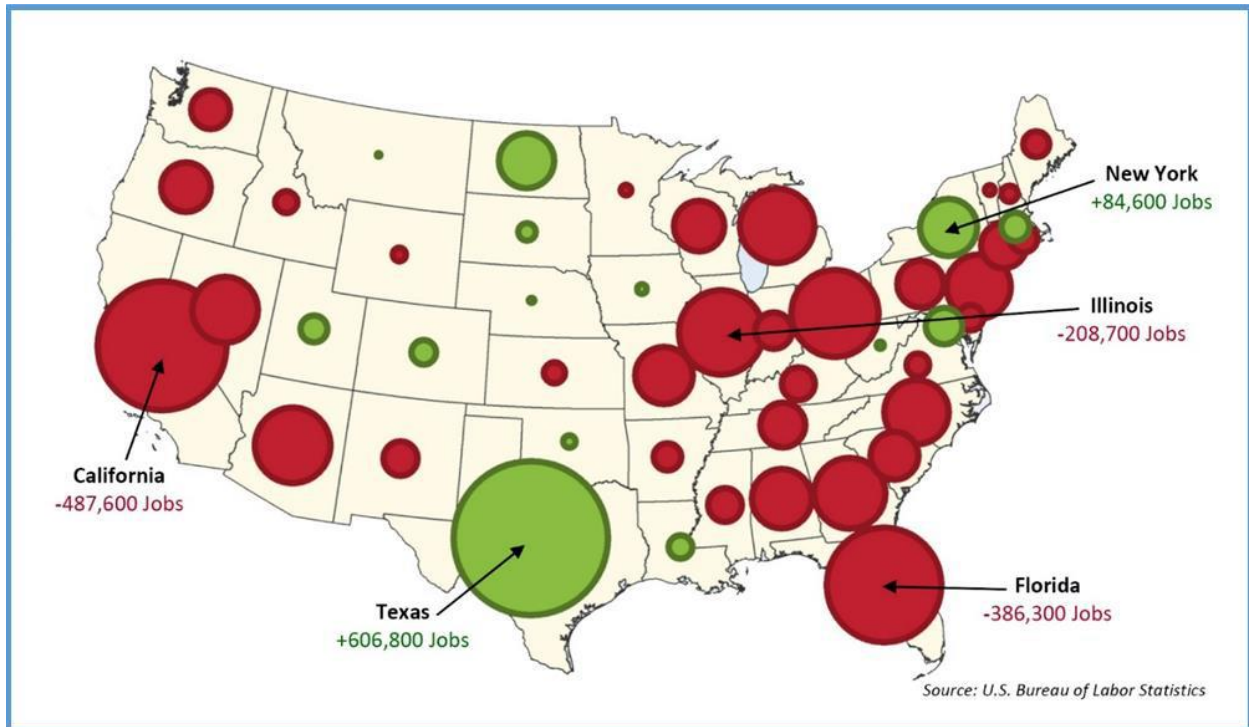 New York
+84,600 Jobs
Illinois
-208,700 Jobs
California
-487,600 Jobs
Texas
+606,800 Jobs
Florida
-386,300 Jobs
Source: U.S. Bureau of Labor Statistics